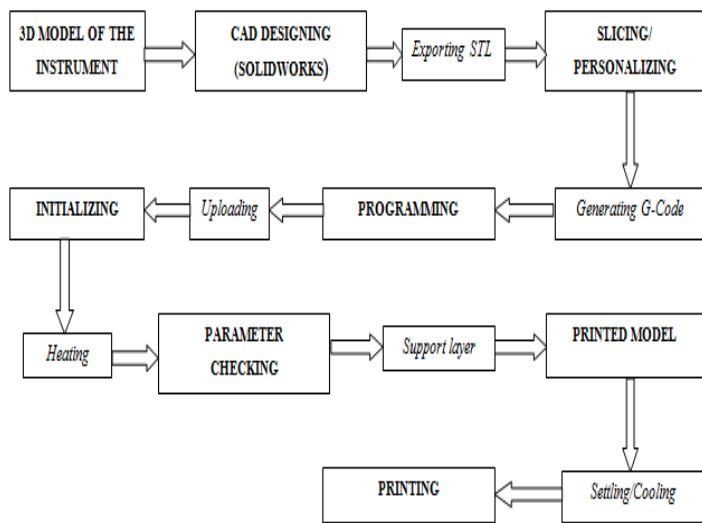 3D MODEL OF THE
INSTRUMENT
CAD DESIGNING
(SOLIDWORKS)
Exporting STL
SLICING/
PERSONALIZING
Generating G-Code
PROGRAMMING
Uploading
INITIALIZING
Heating
PARAMETER
CHECKING
Support layer
PRINTED MODEL
Settling/Cooling
PRINTING